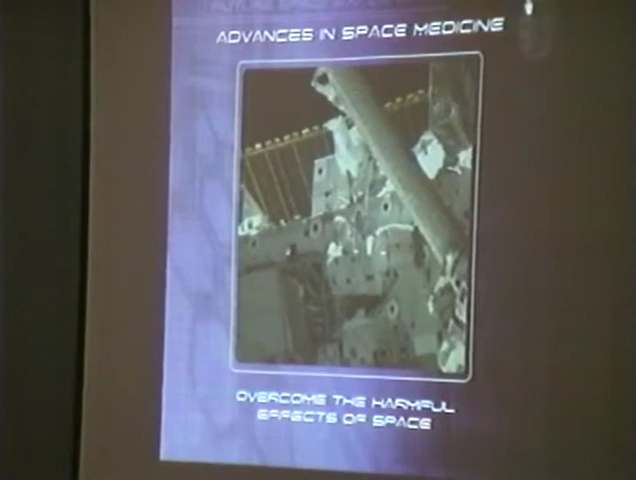 ADVANCES IN SPACE MEDICINE
OVERCOME THE HARMFUL
EFFECTS OF SPACE